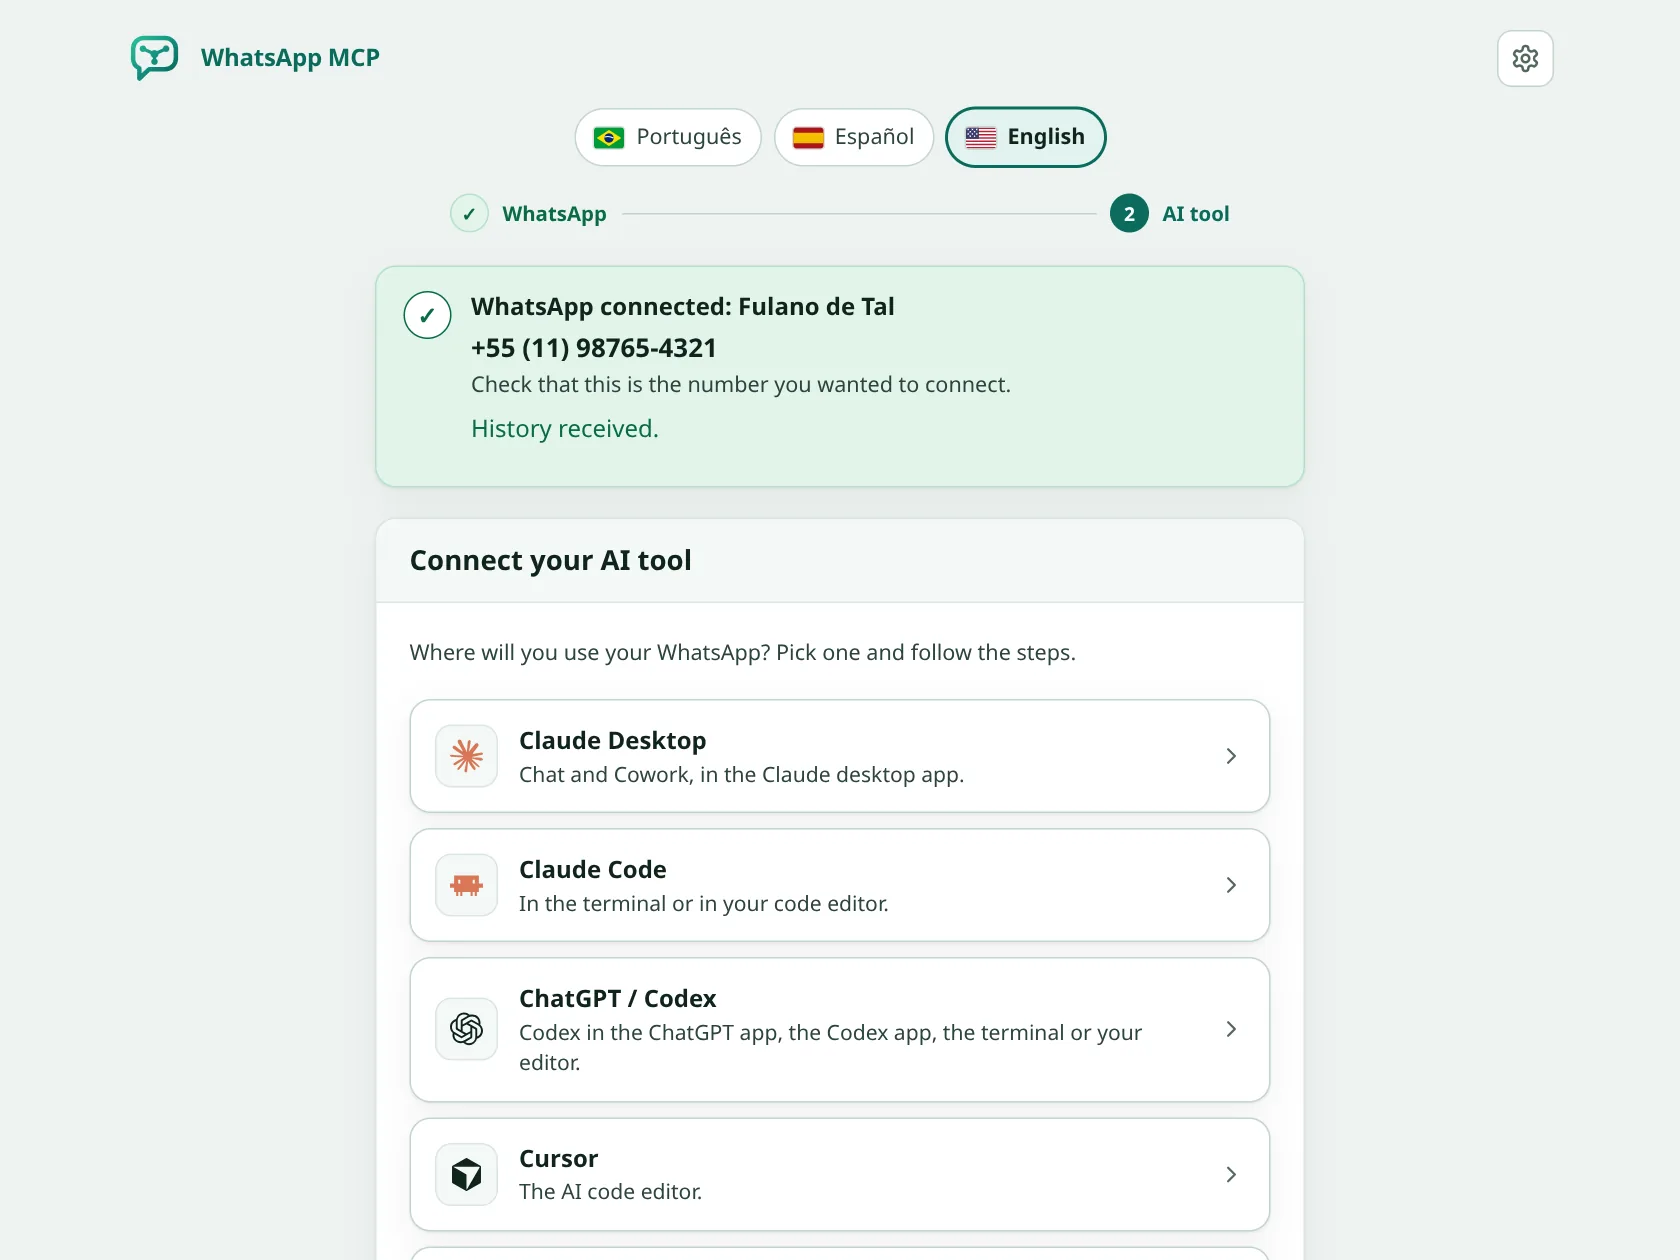 WhatsApp MCP
Português
Español
English
✓ WhatsApp
2 AI tool
✓
WhatsApp connected: Fulano de Tal
+55 (11) 98765-4321
Check that this is the number you wanted to connect.
History received.
Connect your AI tool
Where will you use your WhatsApp? Pick one and follow the steps.
Claude Desktop
Chat and Cowork, in the Claude desktop app.
Claude Code
In the terminal or in your code editor.
ChatGPT / Codex
Codex in the ChatGPT app, the Codex app, the terminal or your
editor.
Cursor
The AI code editor.